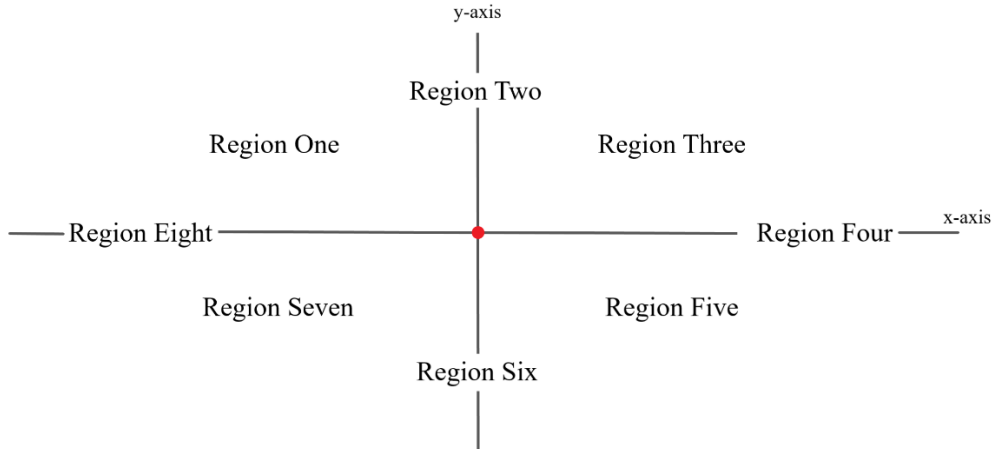 y-axis
Region Two
Region One
Region Three
x-axis
Region Eight
Region Four
Region Seven
Region Five
Region Six